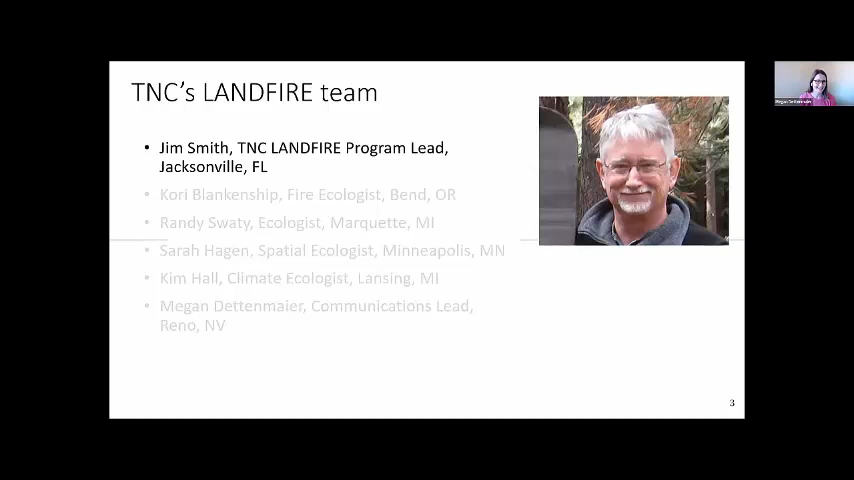 TNC's LANDFIRE team
• Jim Smith, TNC LANDFIRE Program Lead,
Jacksonville, FL
• Kori Blankenship, Fire Ecologist, Bend, OR
• Randy Swaty, Ecologist, Marquette, MI
• Sarah Hagen, Spatial Ecologist, Minneapolis, MN
• Kim Hall, Climate Ecologist, Lansing, MI
• Megan Dettenmaier, Communications Lead,
Reno, NV
3
Megan Dettenmaier